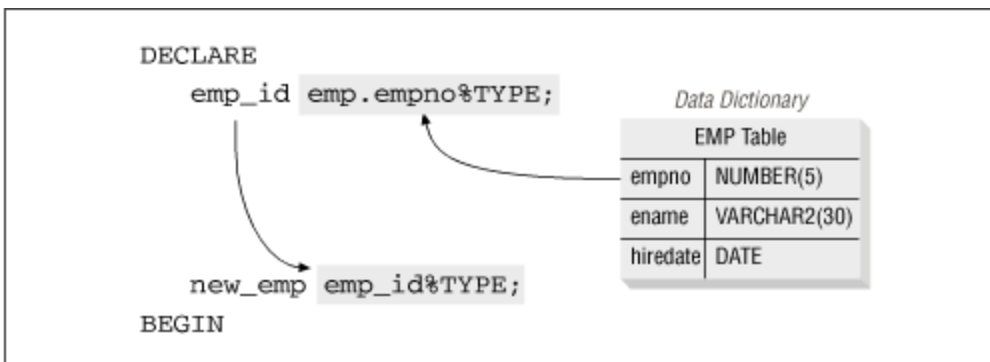 DECLARE
emp_id emp.empno%TYPE;
Data Dictionary
EMP Table
empno NUMBER(5)
ename VARCHAR2(30)
hiredate DATE
new_emp emp_id%TYPE;
BEGIN